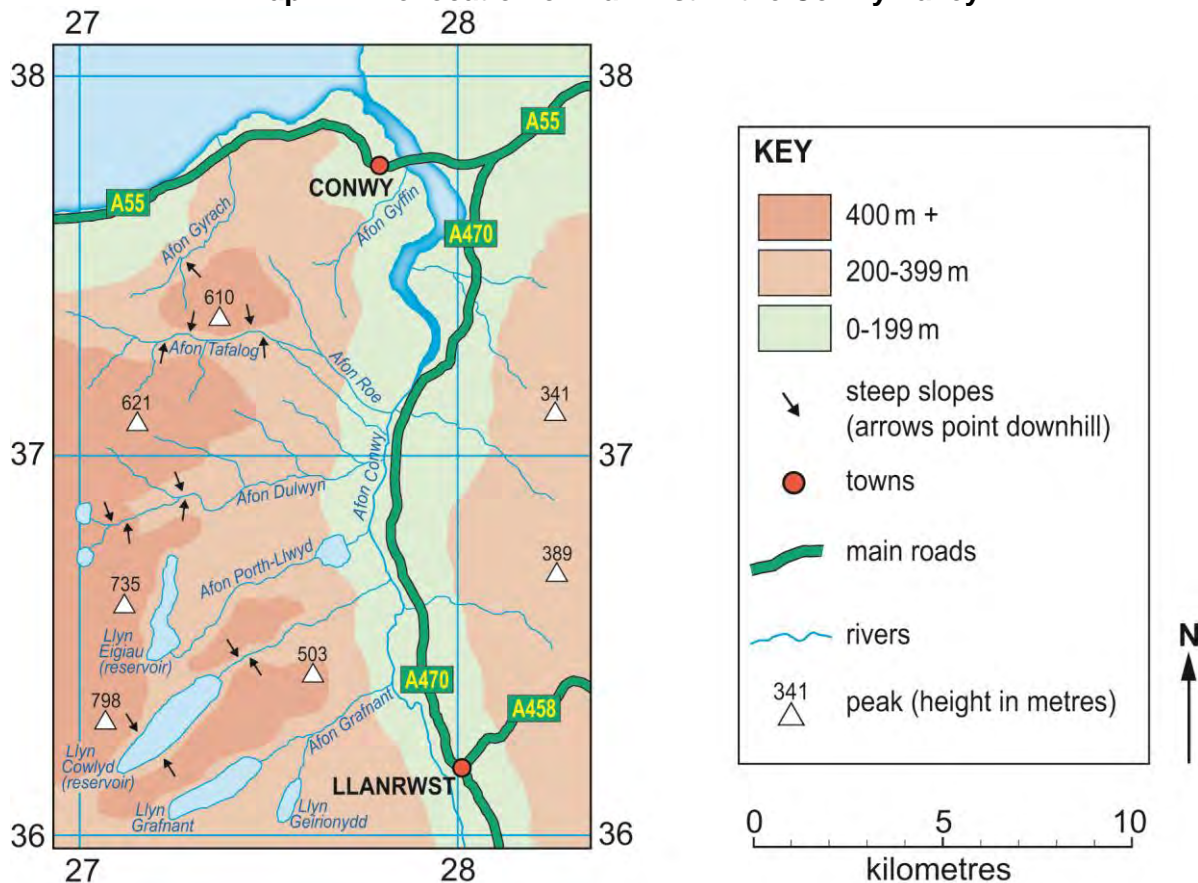 27
28
38
38
A55
A55
CONWY
Afon Gyffin
A470
Afon Gyrach
610
Afon Tafalog
Afon Roe
621
341
37
37
Afon Conwy
Afon Dulwyn
389
Afon Porth-Llwyd
735
Llyn
Eigiau
(reservoir)
503
A470
798
A458
Afon Grafnant
Llyn
Cowlyd
(reservoir)
LLANRWST
Llyn
Grafnant
Llyn
Geirionydd
36
36
27
28
KEY
400 m +
200-399 m
0-199 m
steep slopes
(arrows point downhill)
towns
main roads
rivers
341
peak (height in metres)
N
0
5
10
kilometres